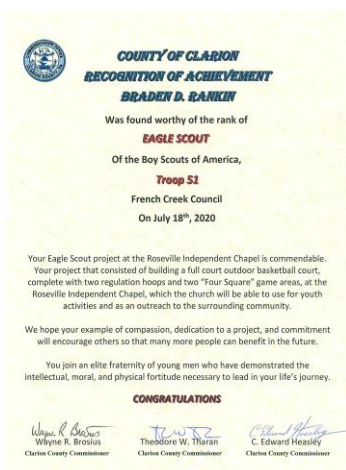 COUNTY OF CLARION
RECOGNITION OF ACHIEVEMENT
BRADEN D. RANKIN
Was found worthy of the rank of
EAGLE SCOUT
Of the Boy Scouts of America,
Troop 51
French Creek Council
On July 18th, 2020
Your Eagle Scout project at the Roseville Independent Chapel is commendable.
Your project that consisted of building a full court outdoor basketball court,
complete with two regulation hoops and two "Four Square" game areas, at the
Roseville Independent Chapel, which the church will be able to use for youth
activities and as an outreach to the surrounding community.
We hope your example of compassion, dedication to a project, and commitment
will encourage others so that many more people can benefit in the future.
You join an elite fraternity of young men who have demonstrated the
intellectual, moral, and physical fortitude necessary to lead in your life's journey.
CONGRATULATIONS
Wayne R. Brosius
Theodore W. Tharan
C. Edward Heasley
Clarion County Commissioner
Clarion County Commissioner
Clarion County Commissioner